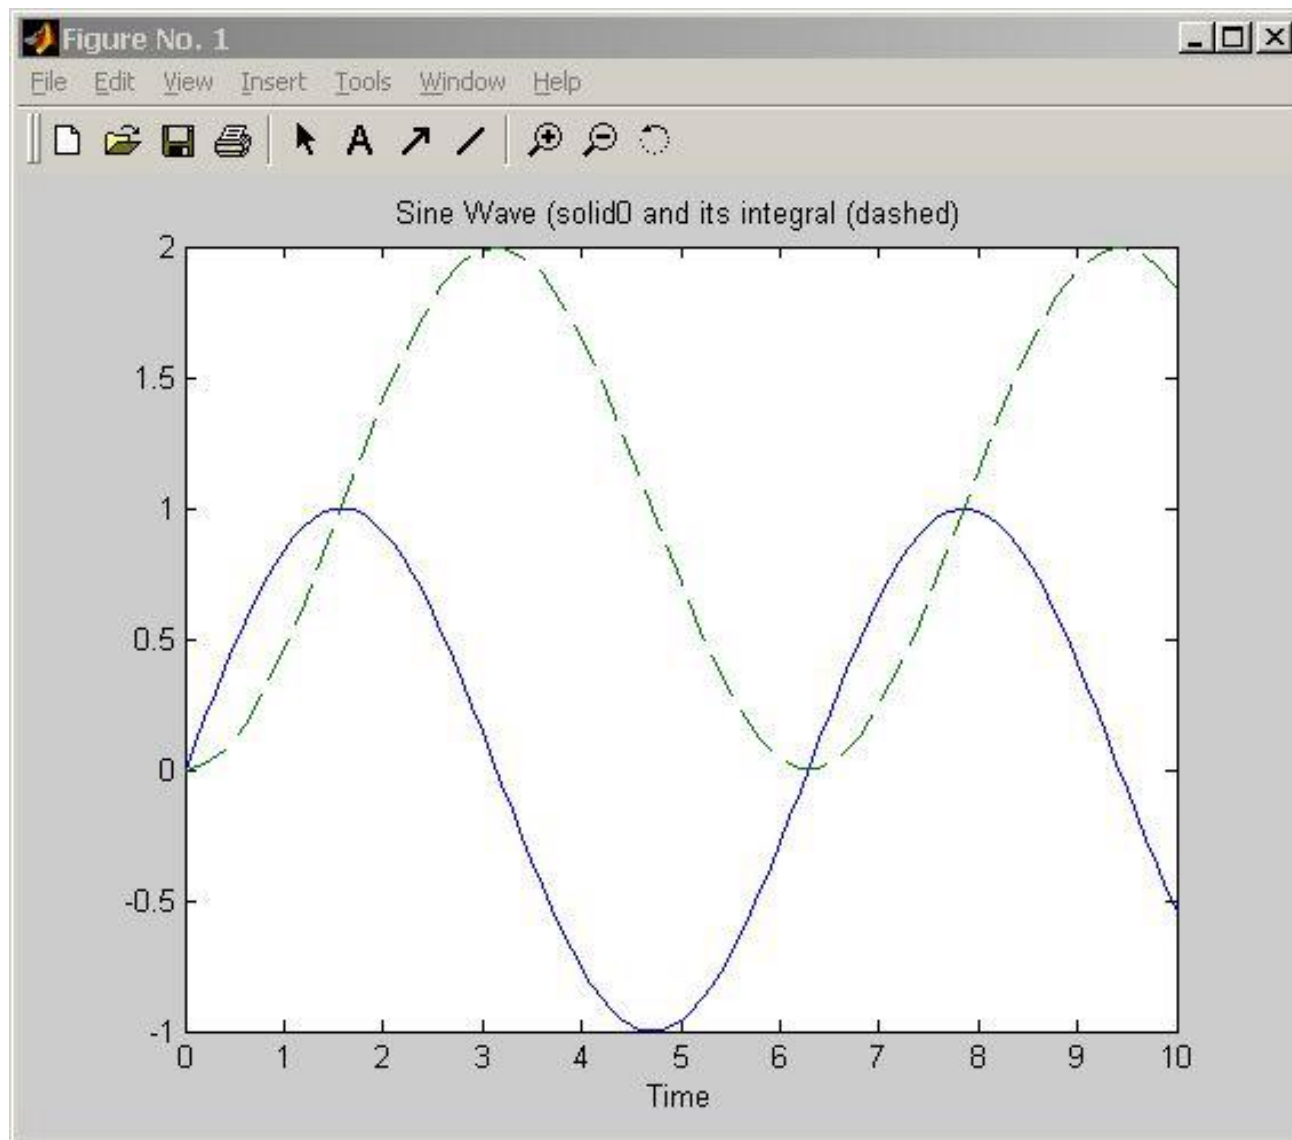 Figure No. 1
File Edit View Insert Tools Window Help
A
Sine Wave (solid0 and its integral (dashed)
2
1.5
1
0.5
0
-0.5
-1
0 1 2 3 4 5 6 7 8 9 10
Time